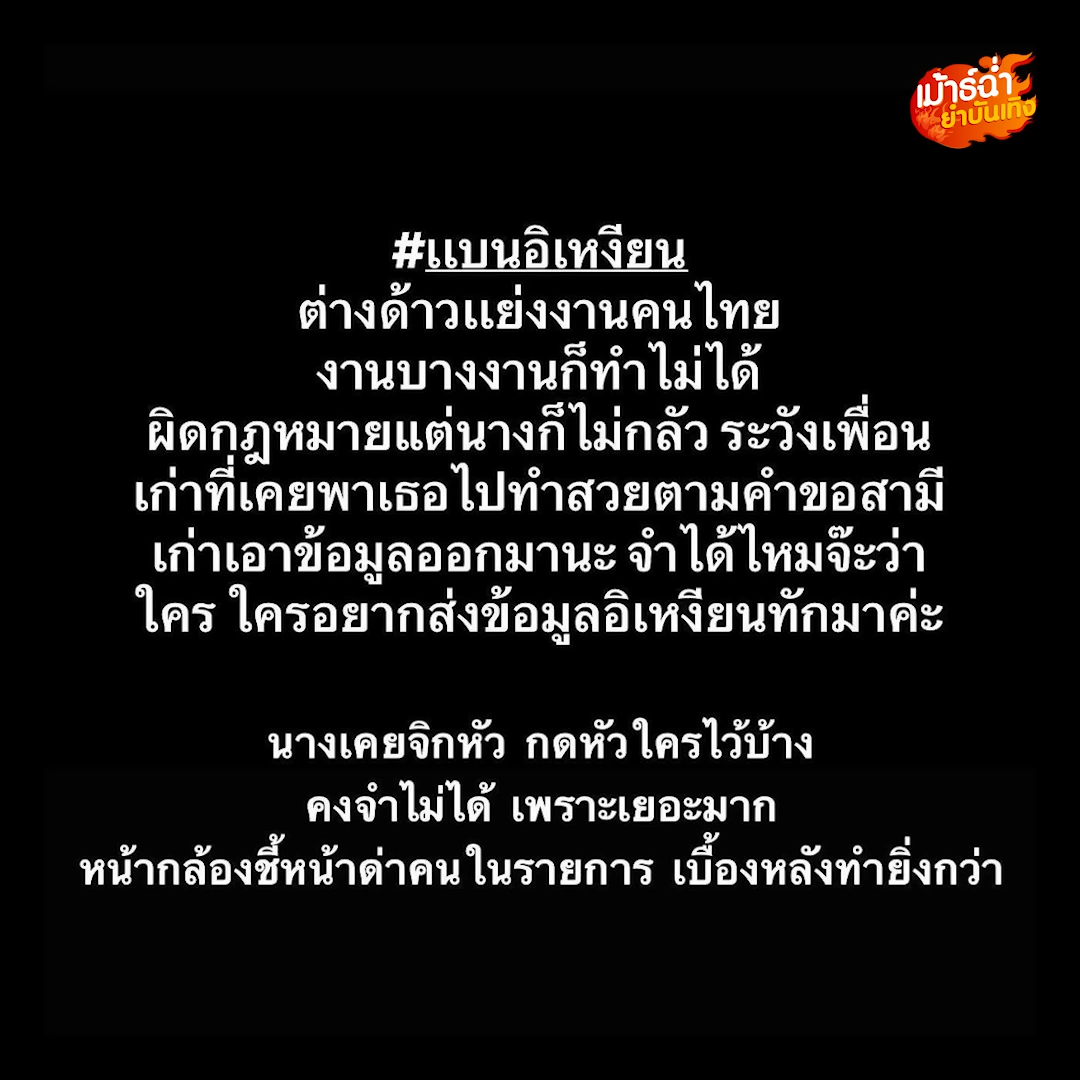 เม้าธ์ฉ่ำ
ยำบันเทิง
#แบนอิเหงียน
ต่างด้าวแย่งงานคนไทย
งานบางงานก็ทำไม่ได้
ผิดกฎหมายแต่นางก็ไม่กลัว ระวังเพื่อน
เก่าที่เคยพาเธอไปทำสวยตามคำขอสามี
เก่าเอาข้อมูลออกมานะ จำได้ไหมจ๊ะว่า
ใคร ใครอยากส่งข้อมูลอิเหงียนทักมาค่ะ
นางเคยจิกหัว กดหัวใครไว้บ้าง
คงจำไม่ได้ เพราะเยอะมาก
หน้ากล้องชี้หน้าด่าคนในรายการ เบื้องหลังทำยิ่งกว่า